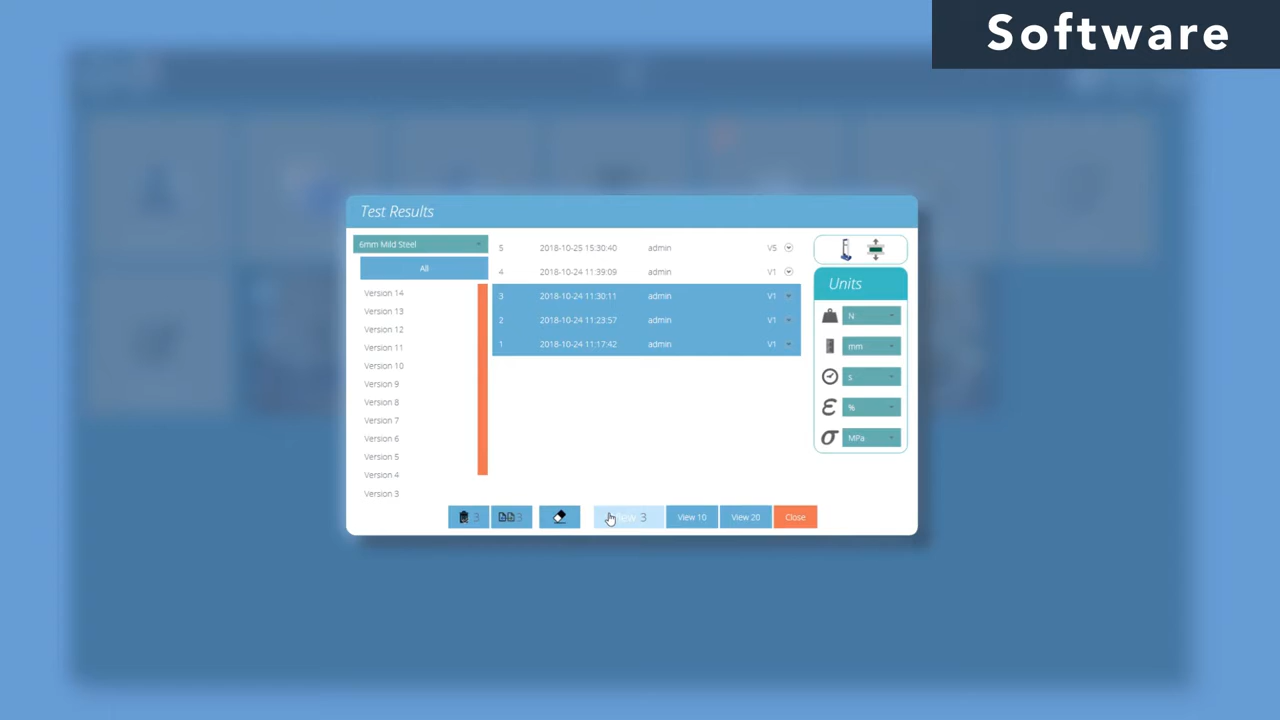 Software
Test Results
6mm Mild Steel
All
Version 14
Version 13
Version 12
Version 11
Version 10
Version 9
Version 8
Version 7
Version 6
Version 5
Version 4
Version 3
5 2018-10-25 15:30:40 admin V5
4 2018-10-24 11:39:09 admin V1
3 2018-10-24 11:30:11 admin V1
2 2018-10-24 11:23:57 admin V1
1 2018-10-24 11:17:42 admin V1
Units
N
mm
s
ε %
σ MPa
3
3
View 3
View 10
View 20
Close